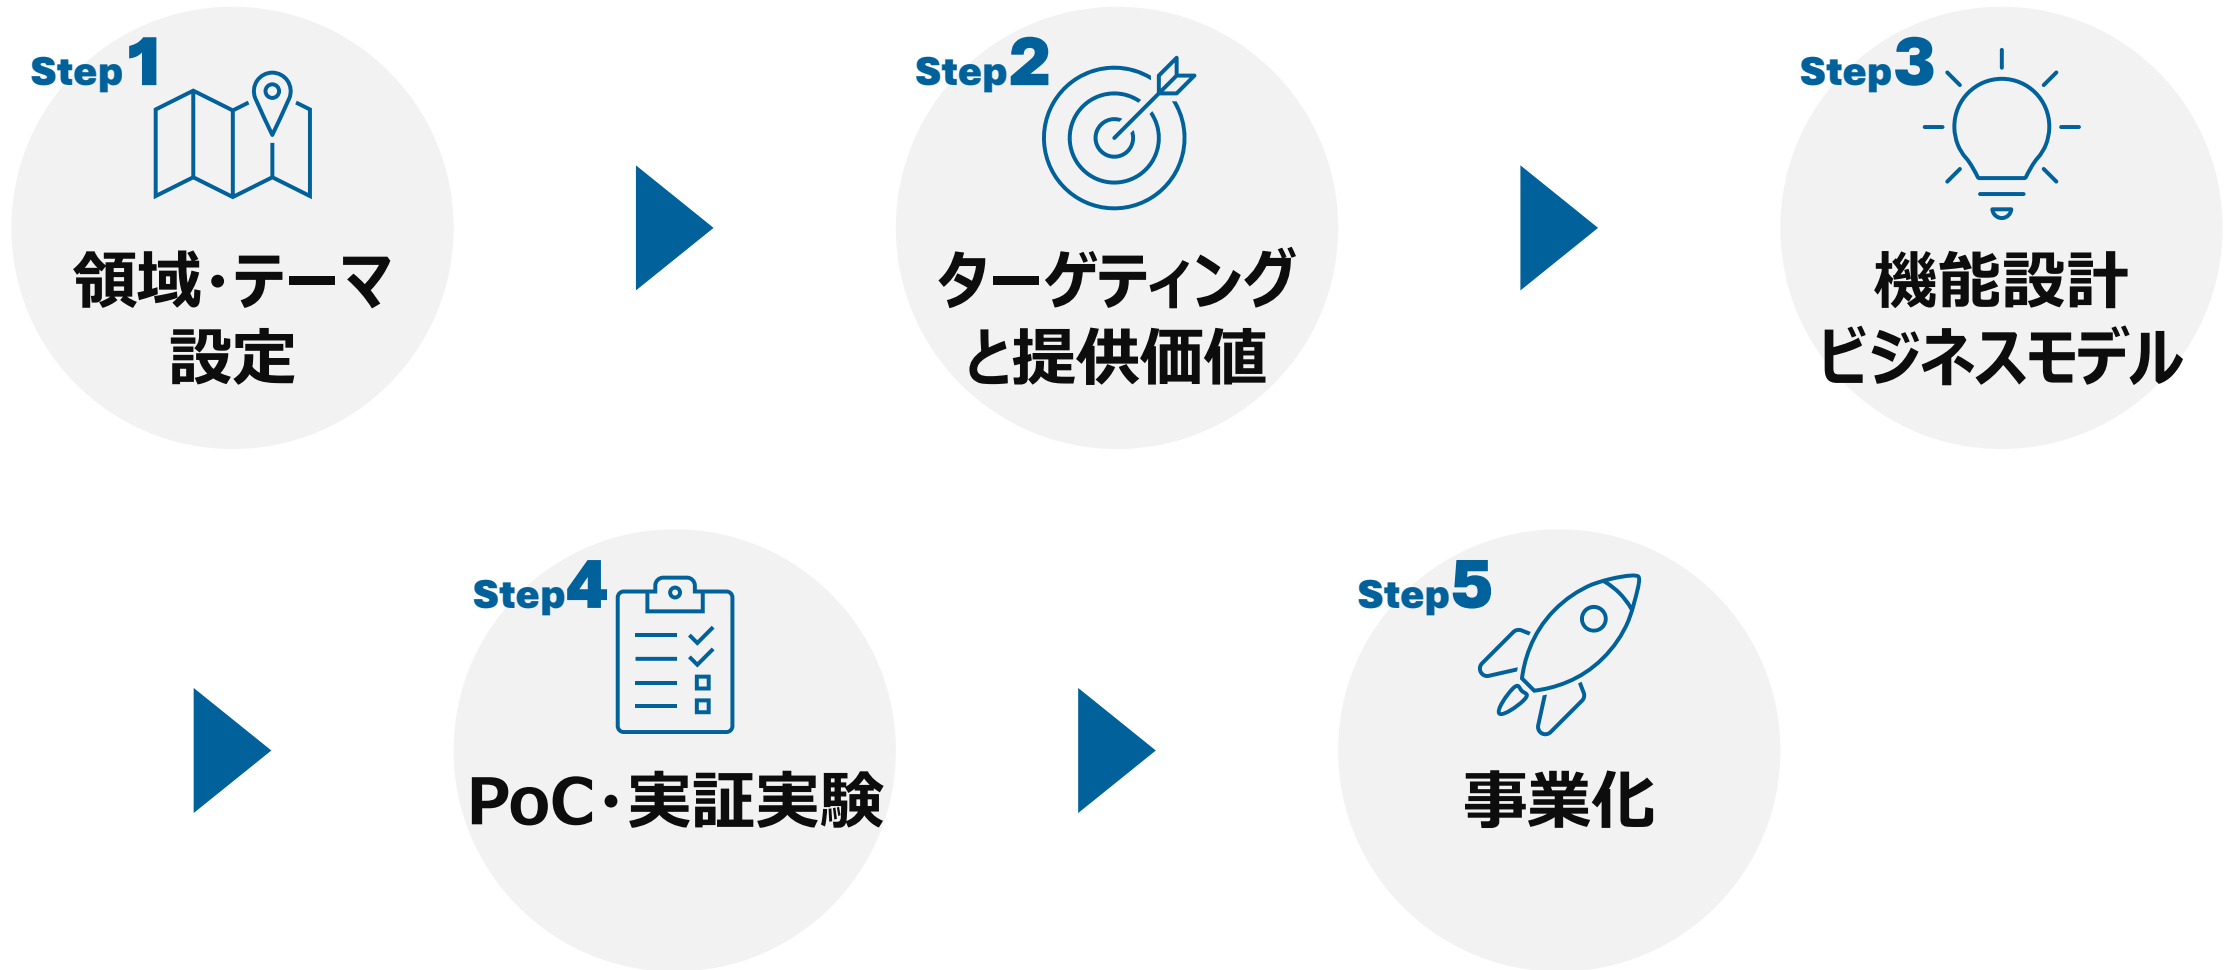 Step1
領域・テーマ
設定
Step2
ターゲティング
と提供価値
Step3
機能設計
ビジネスモデル
Step4
PoC・実証実験
Step5
事業化